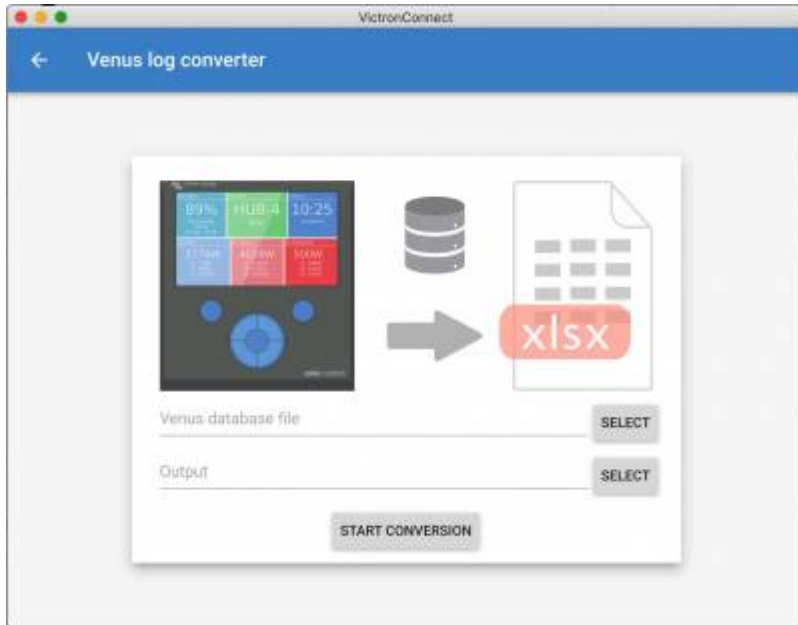 VictronConnect
Venus log converter
89% HUB-4 10:25
xlsx
Venus database file SELECT
Output SELECT
START CONVERSION